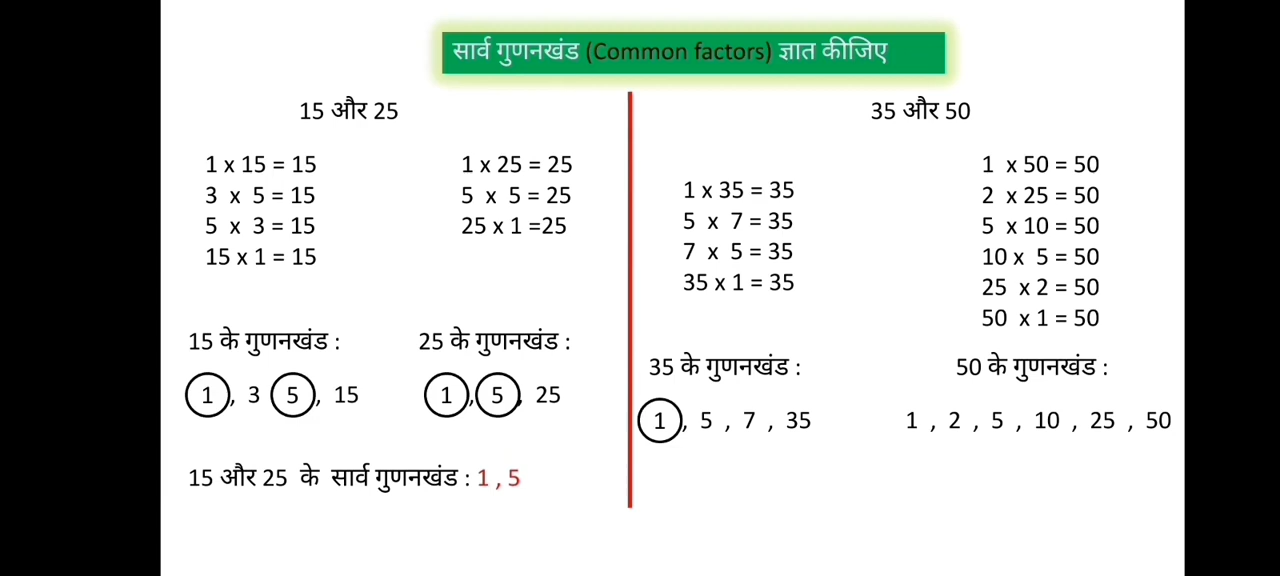 सार्व गुणनखंड (Common factors) ज्ञात कीजिए
15 और 25
1 x 15 = 15
3 x 5 = 15
5 x 3 = 15
15 x 1 = 15
1 x 25 = 25
5 x 5 = 25
25 x 1 =25
15 के गुणनखंड :
1 , 3 5 , 15
25 के गुणनखंड :
1 , 5 , 25
15 और 25 के सार्व गुणनखंड : 1 , 5
35 और 50
1 x 35 = 35
5 x 7 = 35
7 x 5 = 35
35 x 1 = 35
1 x 50 = 50
2 x 25 = 50
5 x 10 = 50
10 x 5 = 50
25 x 2 = 50
50 x 1 = 50
35 के गुणनखंड :
1 , 5 , 7 , 35
50 के गुणनखंड :
1 , 2 , 5 , 10 , 25 , 50